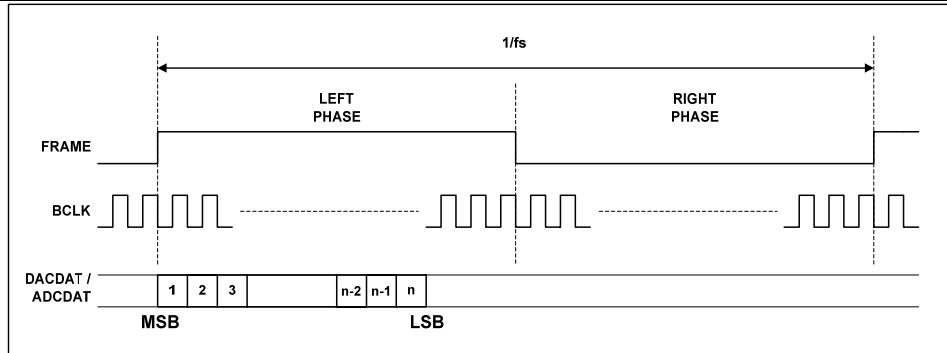 1/fs
LEFT
PHASE
RIGHT
PHASE
FRAME
BCLK
DACDAT /
ADCDAT
1 2 3 n-2 n-1 n
MSB LSB